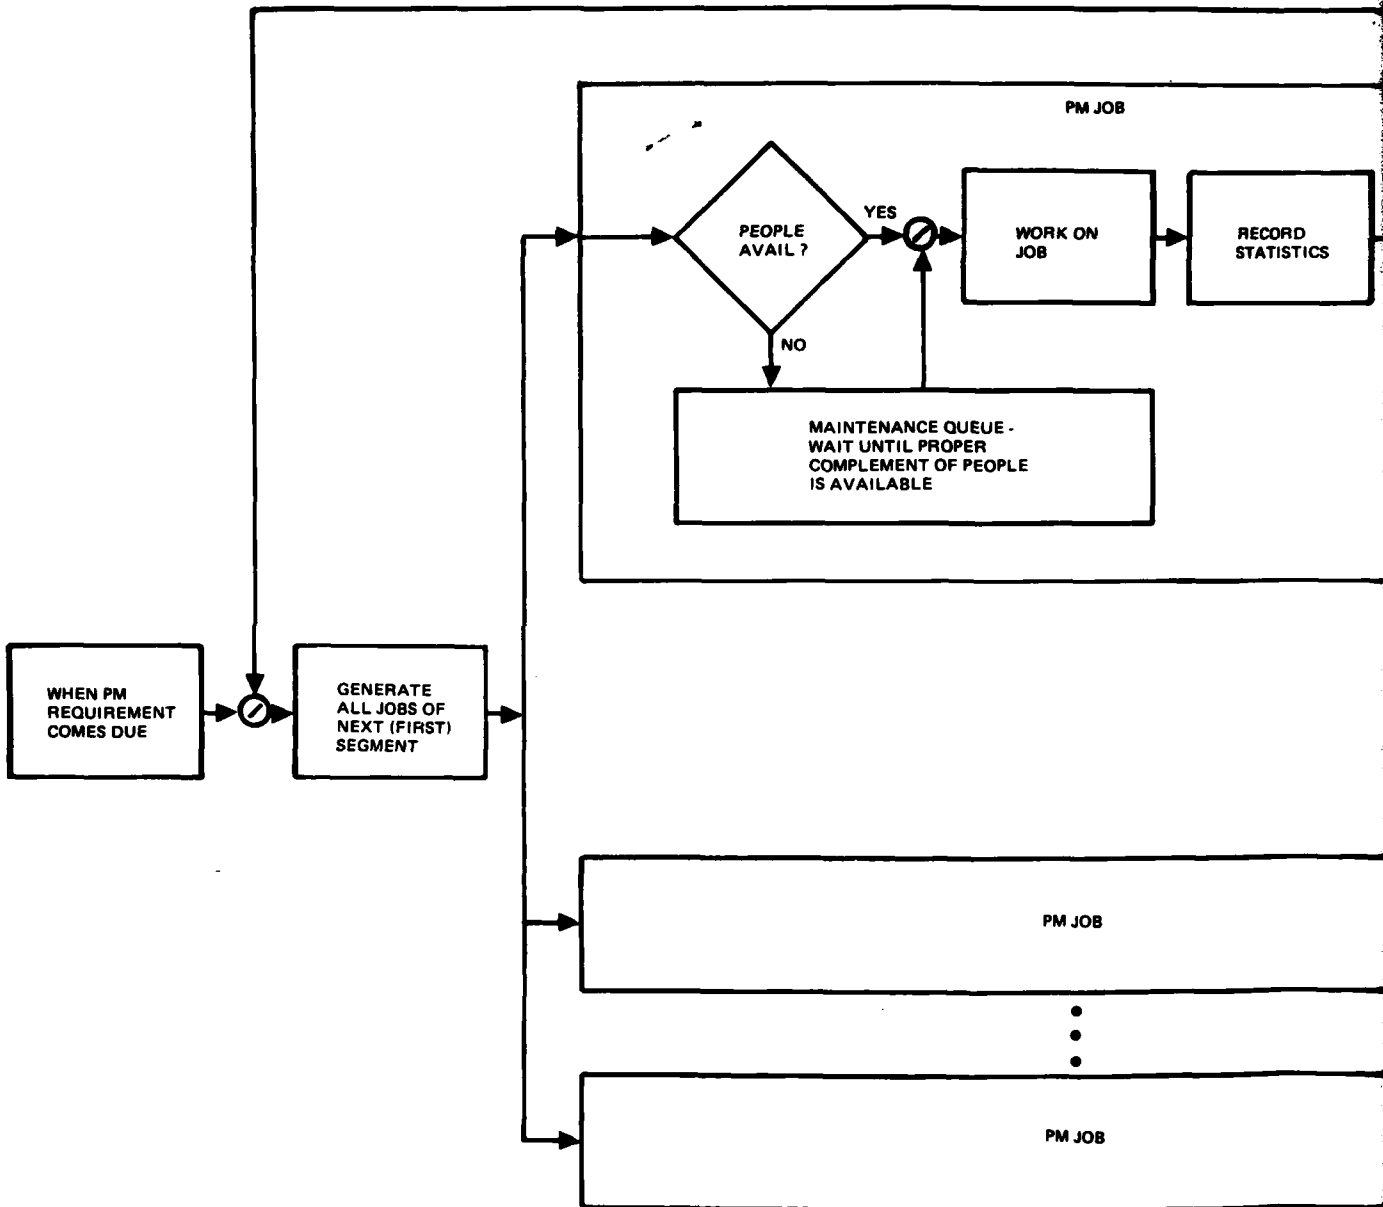 PM JOB
PEOPLE
AVAIL ?
YES
NO
WORK ON
JOB
RECORD
STATISTICS
MAINTENANCE QUEUE -
WAIT UNTIL PROPER
COMPLEMENT OF PEOPLE
IS AVAILABLE
WHEN PM
REQUIREMENT
COMES DUE
GENERATE
ALL JOBS OF
NEXT (FIRST)
SEGMENT
PM JOB
PM JOB